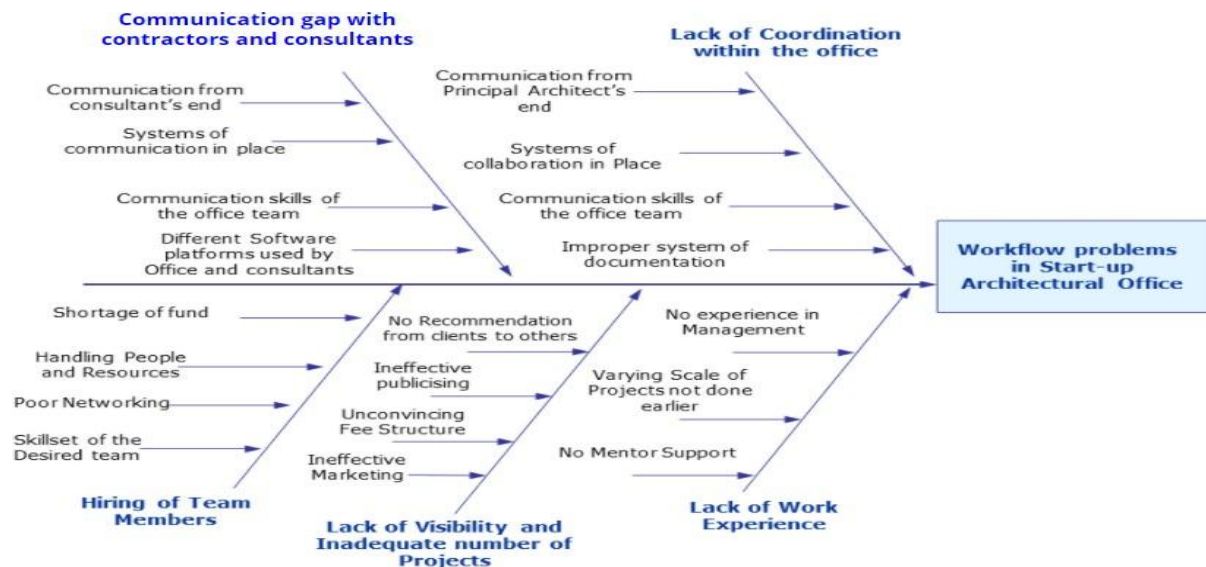 Communication gap with
contractors and consultants
Lack of Coordination
within the office
Communication from
consultant's end
Systems of
communication in place
Communication skills of
the office team
Different Software
platforms used by
Office and consultants
Communication from
Principal Architect's
end
Systems of
collaboration in Place
Communication skills of
the office team
Improper system of
documentation
Workflow problems
in Start-up
Architectural Office
Shortage of fund
Handling People
and Resources
Poor Networking
Skillset of the
Desired team
Hiring of Team
Members
No Recommendation
from clients to others
Ineffective
publicising
Unconvincing
Fee Structure
Ineffective
Marketing
Lack of Visibility and
Inadequate number of
Projects
No experience in
Management
Varying Scale of
Projects not done
earlier
No Mentor Support
Lack of Work
Experience